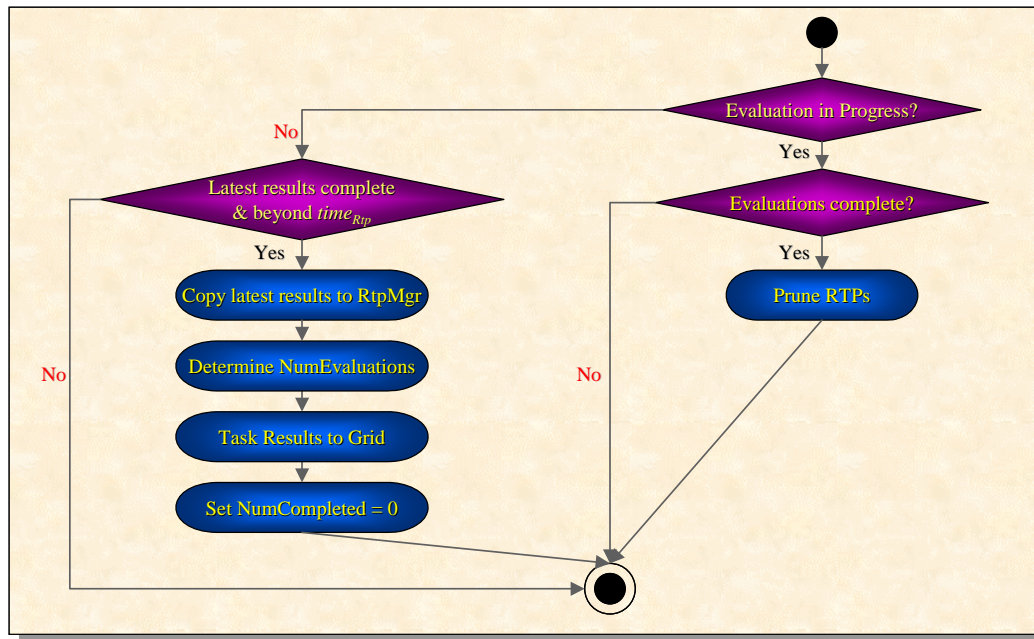 Evaluation in Progress?
No
Yes
Latest results complete
& beyond time_Rtp
Evaluations complete?
Yes
Yes
Copy latest results to RtpMgr
Prune RTPs
Determine NumEvaluations
No
No
Task Results to Grid
Set NumCompleted = 0